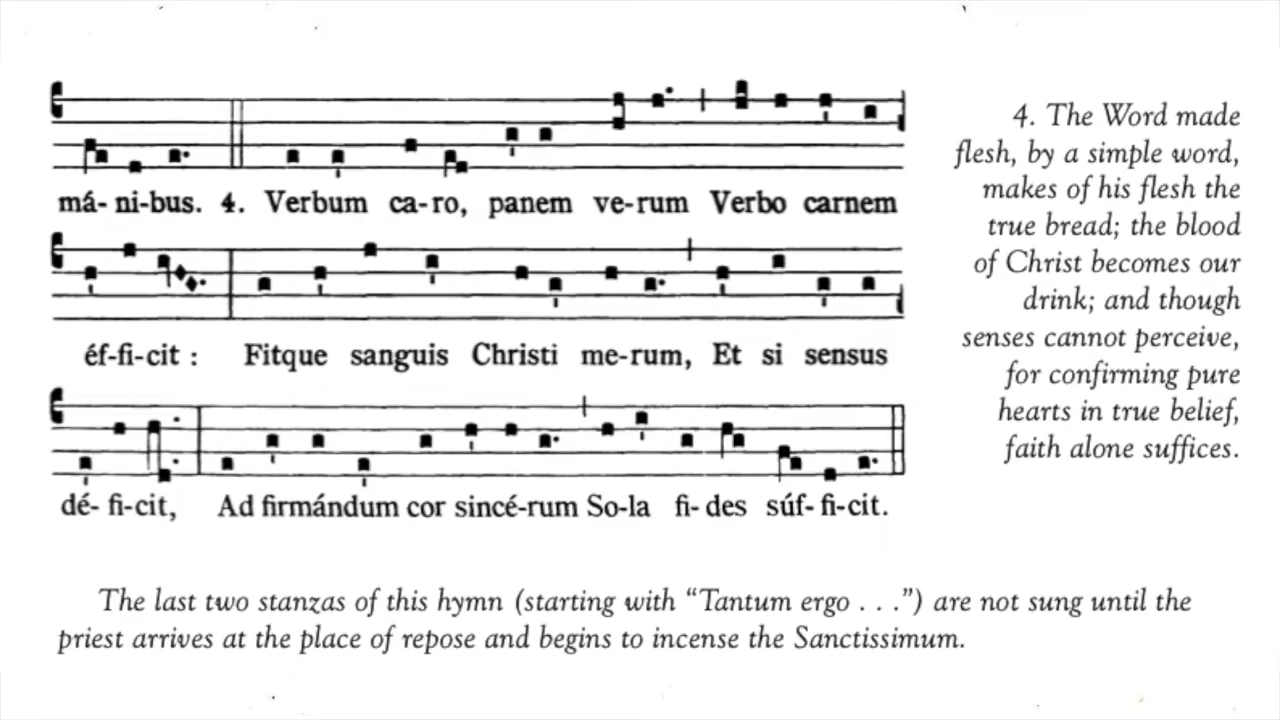 má- ni-bus. 4. Verbum ca-ro, panem ve-rum Verbo carnem
éf-fi-cit : Fitque sanguis Christi me-rum, Et si sensus
dé- fi-cit, Ad firmándum cor sincé-rum So-la fi- des súf- fi-cit.
4. The Word made
flesh, by a simple word,
makes of his flesh the
true bread; the blood
of Christ becomes our
drink; and though
senses cannot perceive,
for confirming pure
hearts in true belief,
faith alone suffices.
The last two stanzas of this hymn (starting with “Tantum ergo . . .”) are not sung until the
priest arrives at the place of repose and begins to incense the Sanctissimum.